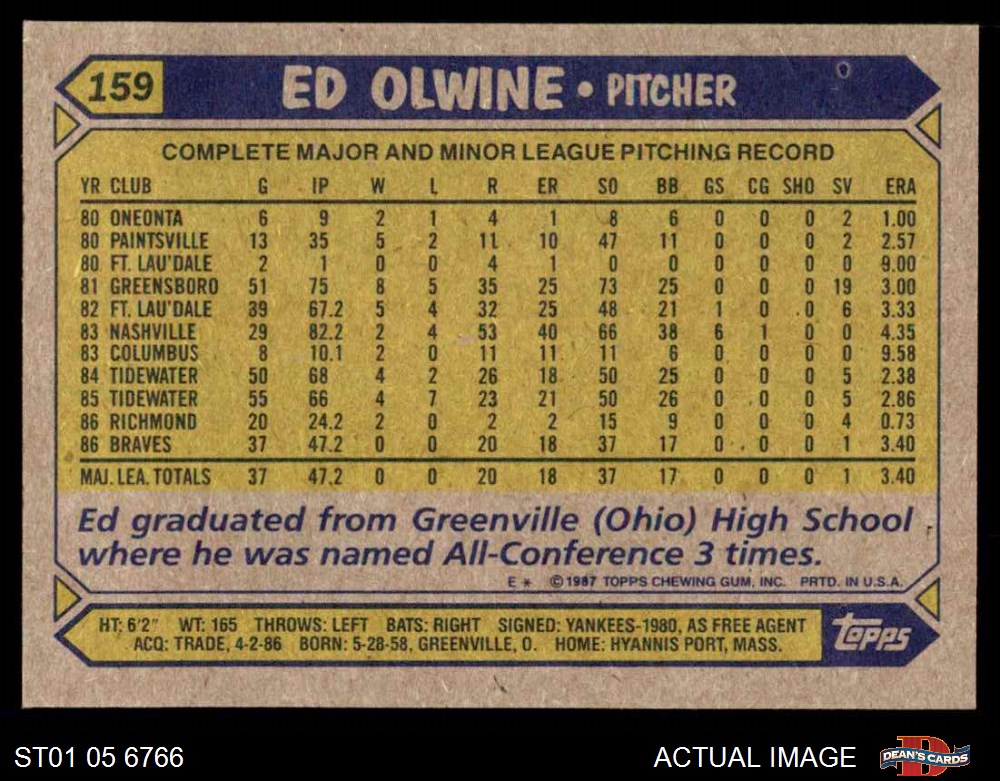 159 ED OLWINE • PITCHER
COMPLETE MAJOR AND MINOR LEAGUE PITCHING RECORD
YR CLUB G IP W L R ER SO BB GS CG SHO SV ERA
80 ONEONTA 6 9 2 1 4 1 8 6 0 0 0 2 1.00
80 PAINTSVILLE 13 35 5 2 11 10 47 11 0 0 0 2 2.57
80 FT. LAU'DALE 2 1 0 0 4 1 0 0 0 0 0 0 9.00
81 GREENSBORO 51 75 8 5 35 25 73 25 0 0 0 19 3.00
82 FT. LAU'DALE 39 67.2 5 4 32 25 48 21 1 0 0 6 3.33
83 NASHVILLE 29 82.2 2 4 53 40 66 38 6 1 0 0 4.35
83 COLUMBUS 8 10.1 2 0 11 11 11 6 0 0 0 0 9.58
84 TIDEWATER 50 68 4 2 26 18 50 25 0 0 0 5 2.38
85 TIDEWATER 55 66 4 7 23 21 50 26 0 0 0 5 2.86
86 RICHMOND 20 24.2 2 0 2 2 15 9 0 0 0 4 0.73
86 BRAVES 37 47.2 0 0 20 18 37 17 0 0 0 1 3.40
MAJ. LEA. TOTALS 37 47.2 0 0 20 18 37 17 0 0 0 1 3.40
Ed graduated from Greenville (Ohio) High School
where he was named All-Conference 3 times.
E * ©1987 TOPPS CHEWING GUM, INC. PRTD. IN U.S.A.
HT: 6'2" WT: 165 THROWS: LEFT BATS: RIGHT SIGNED: YANKEES-1980, AS FREE AGENT
ACQ: TRADE, 4-2-86 BORN: 5-28-58, GREENVILLE, O. HOME: HYANNIS PORT, MASS.
topps
ST01 05 6766 ACTUAL IMAGE DEAN'S CARDS